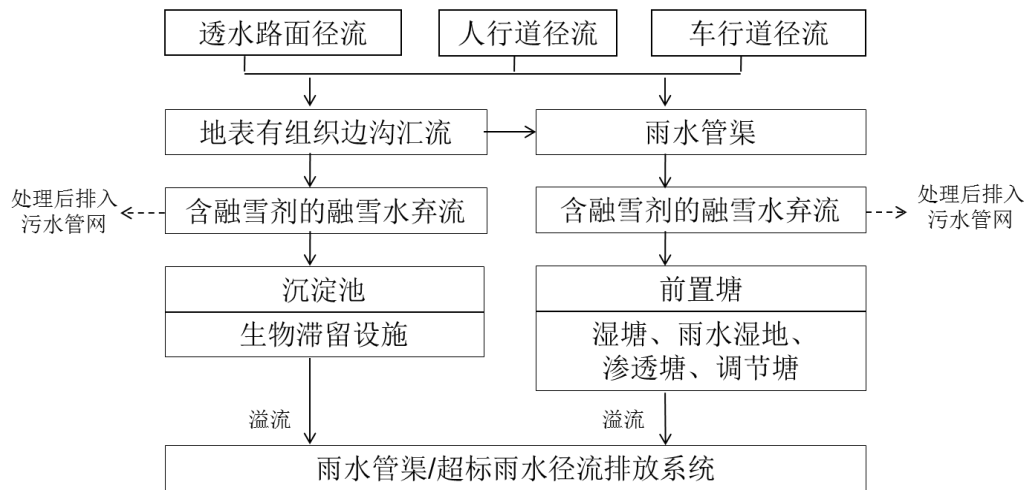 透水路面径流
人行道径流
车行道径流
地表有组织边沟汇流
雨水管渠
处理后排入
污水管网
含融雪剂的融雪水弃流
含融雪剂的融雪水弃流
处理后排入
污水管网
沉淀池
生物滞留设施
前置塘
湿塘、雨水湿地、
渗透塘、调节塘
溢流
溢流
雨水管渠/超标雨水径流排放系统